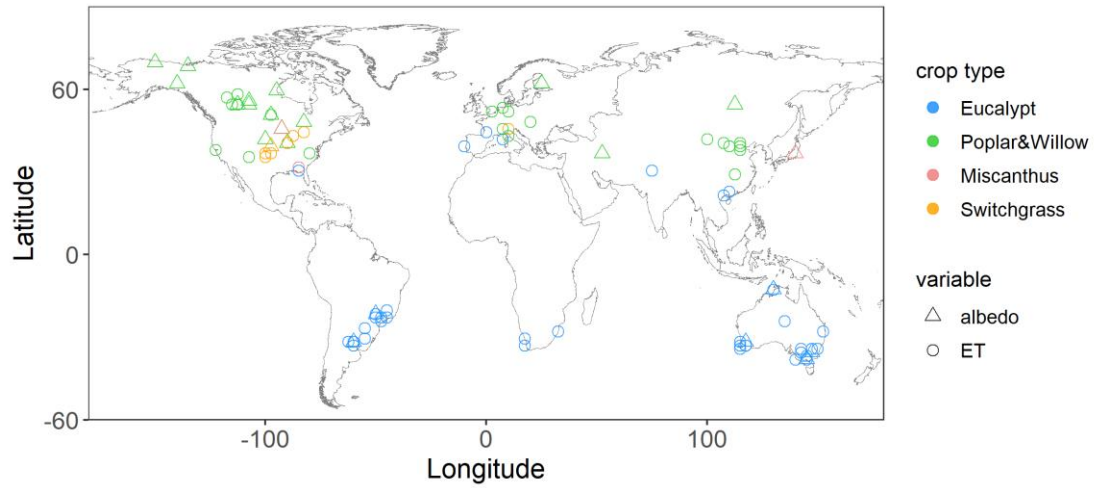 60
0
-60
-100
0
100
Latitude
Longitude
crop type
Eucalypt
Poplar&Willow
Miscanthus
Switchgrass
variable
albedo
ET